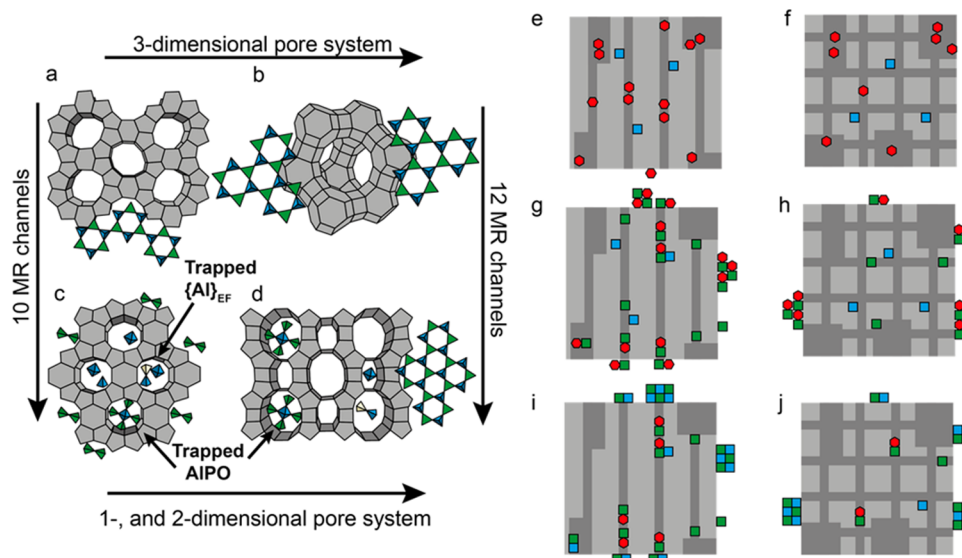 3-dimensional pore system
a
b
10 MR channels
12 MR channels
Trapped
{Al}EF
c
d
Trapped
AlPO
1-, and 2-dimensional pore system
e
f
g
h
i
j